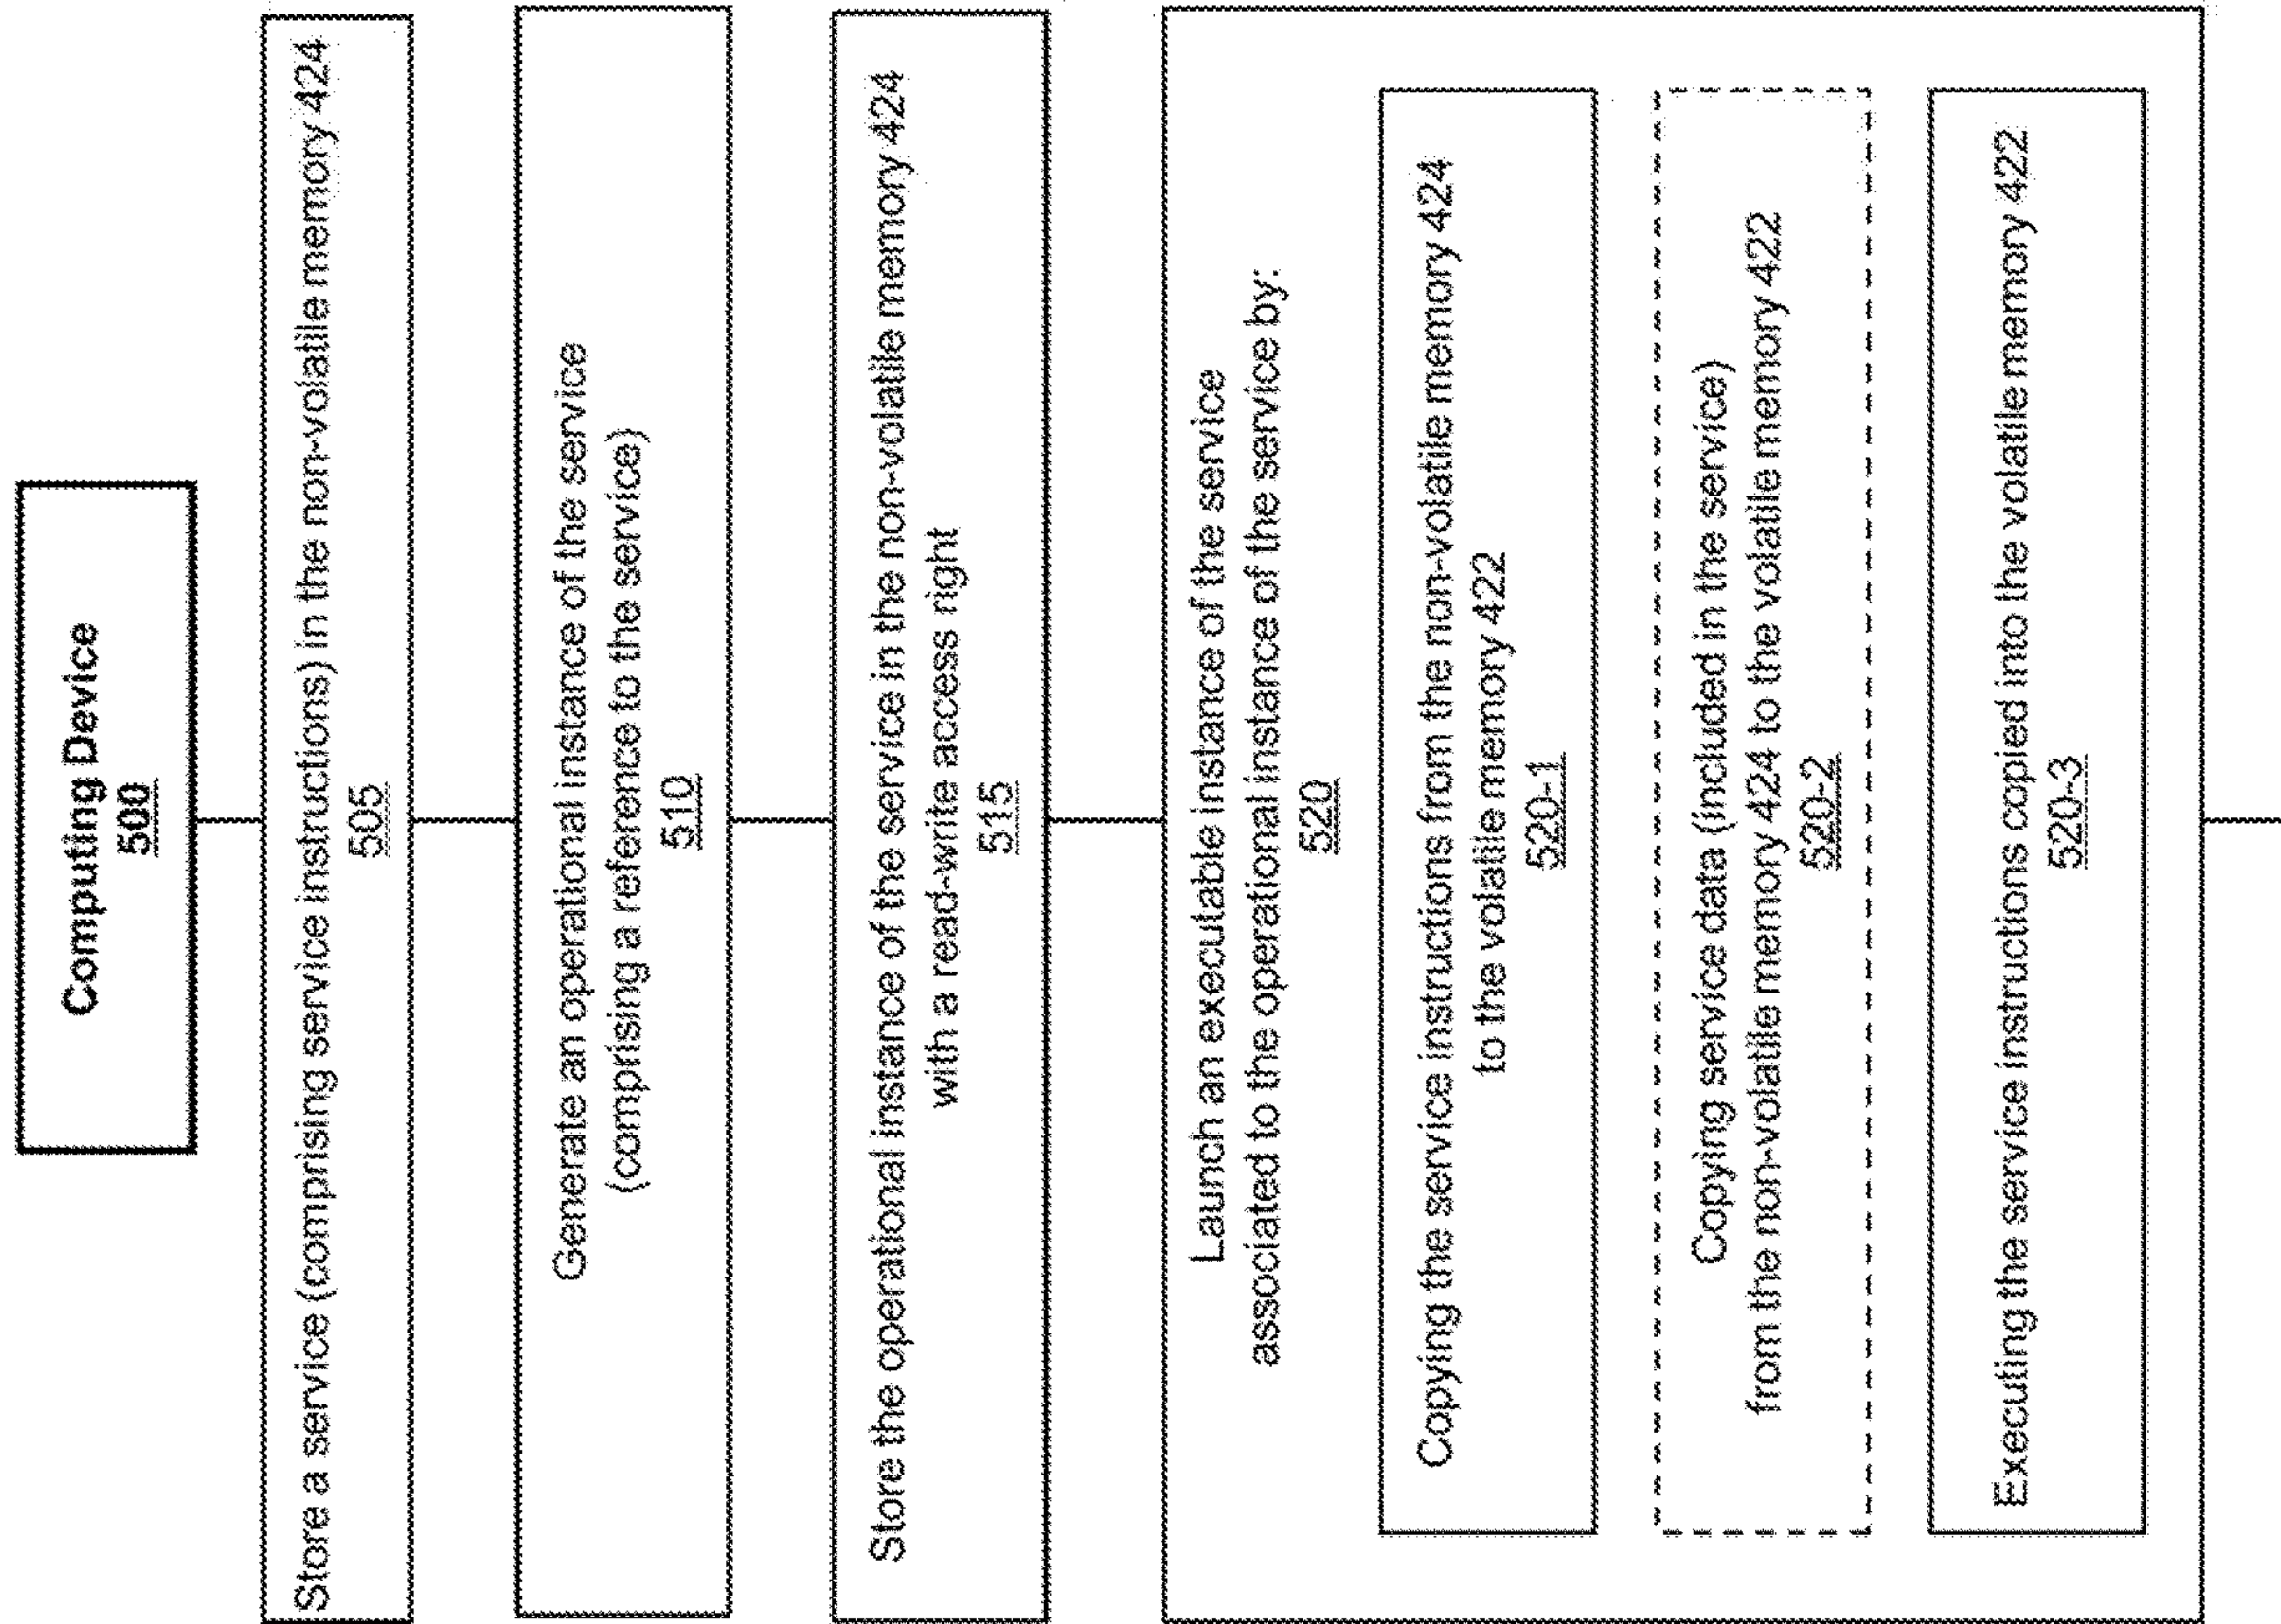 Computing Device
500
Store a service (comprising service instructions) in the non-volatile memory 424
505
Generate an operational instance of the service
(comprising a reference to the service)
510
Store the operational instance of the service in the non-volatile memory 424
with a read-write access right
515
Launch an executable instance of the service
associated to the operational instance of the service by:
520
Copying the service instructions from the non-volatile memory 424
to the volatile memory 422
520-1
Copying service data (included in the service)
from the non-volatile memory 424 to the volatile memory 422
520-2
Executing the service instructions copied into the volatile memory 422
520-3